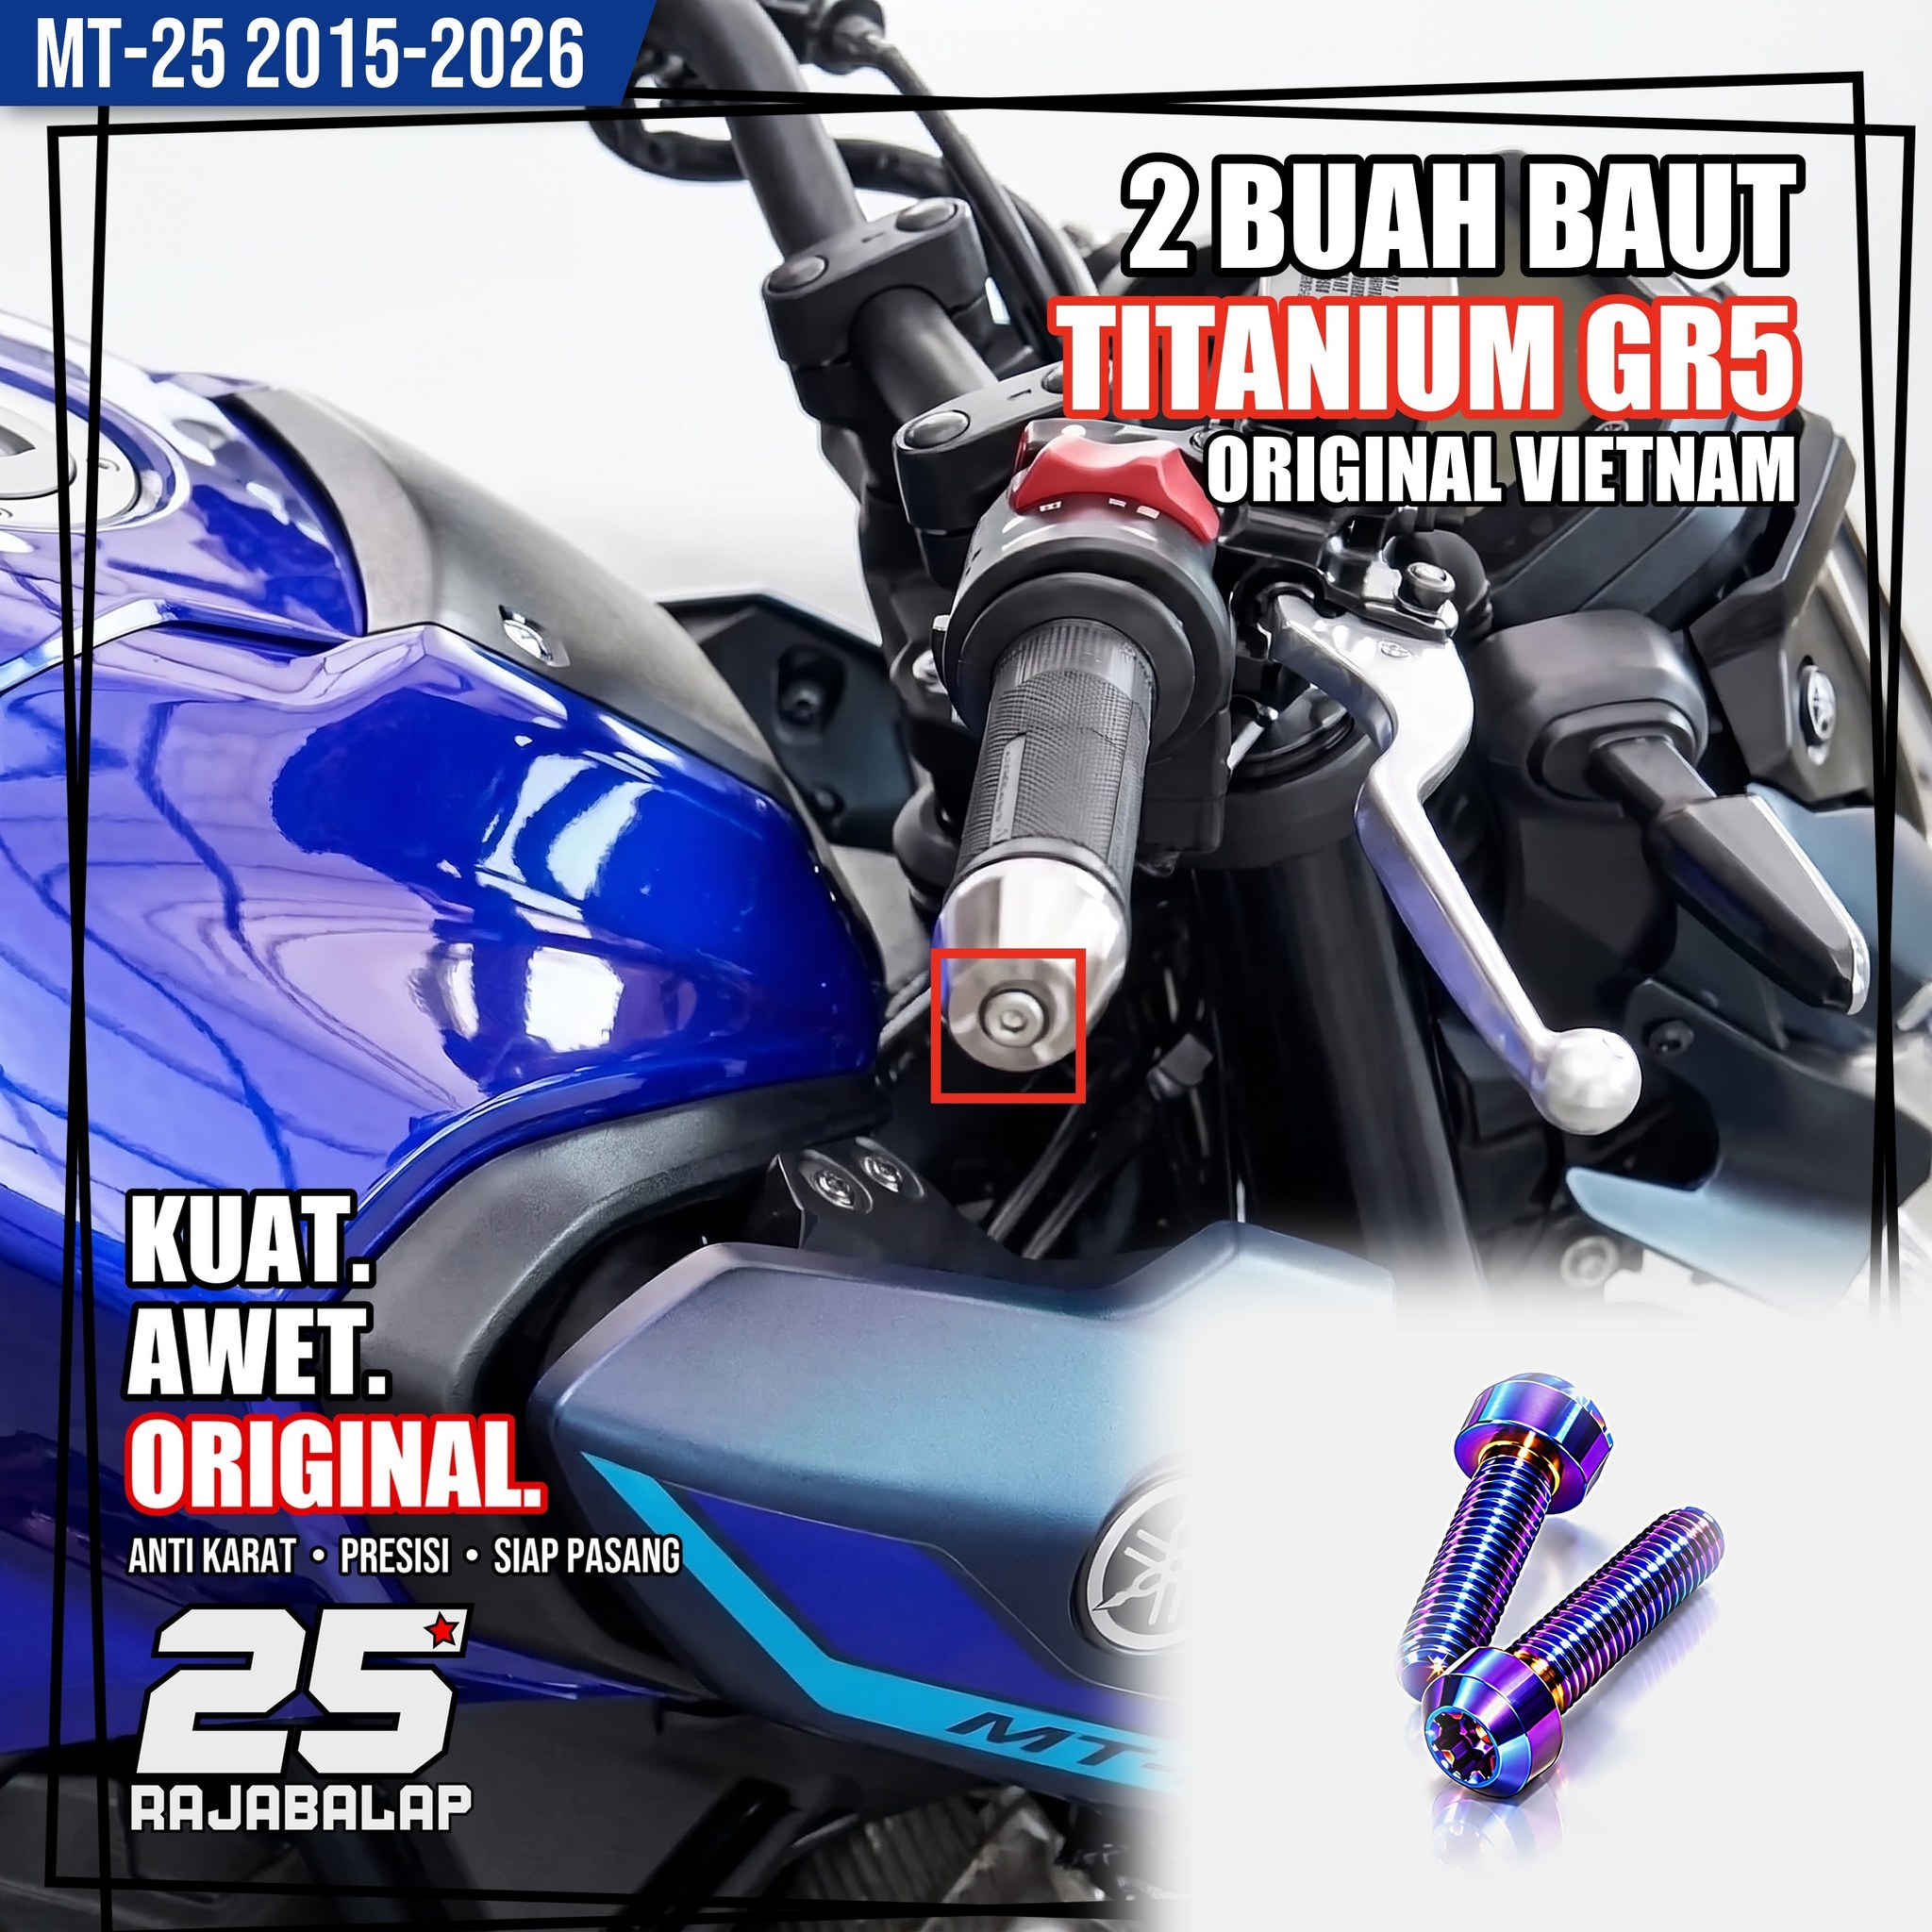 MT-25 2015-2026
2 BUAH BAUT
TITANIUM GR5
ORIGINAL VIETNAM
KUAT.
AWET.
ORIGINAL.
ANTI KARAT • PRESISI • SIAP PASANG
25
RAJABALAP
MT-